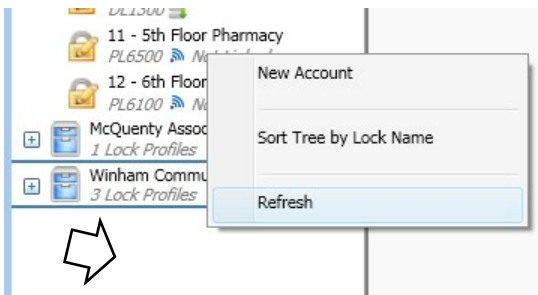 DL1300
11 - 5th Floor Pharmacy
PL6500
12 - 6th Floor
PL6100
McQuenty Assoc
1 Lock Profiles
Winham Commu
3 Lock Profiles
New Account
Sort Tree by Lock Name
Refresh